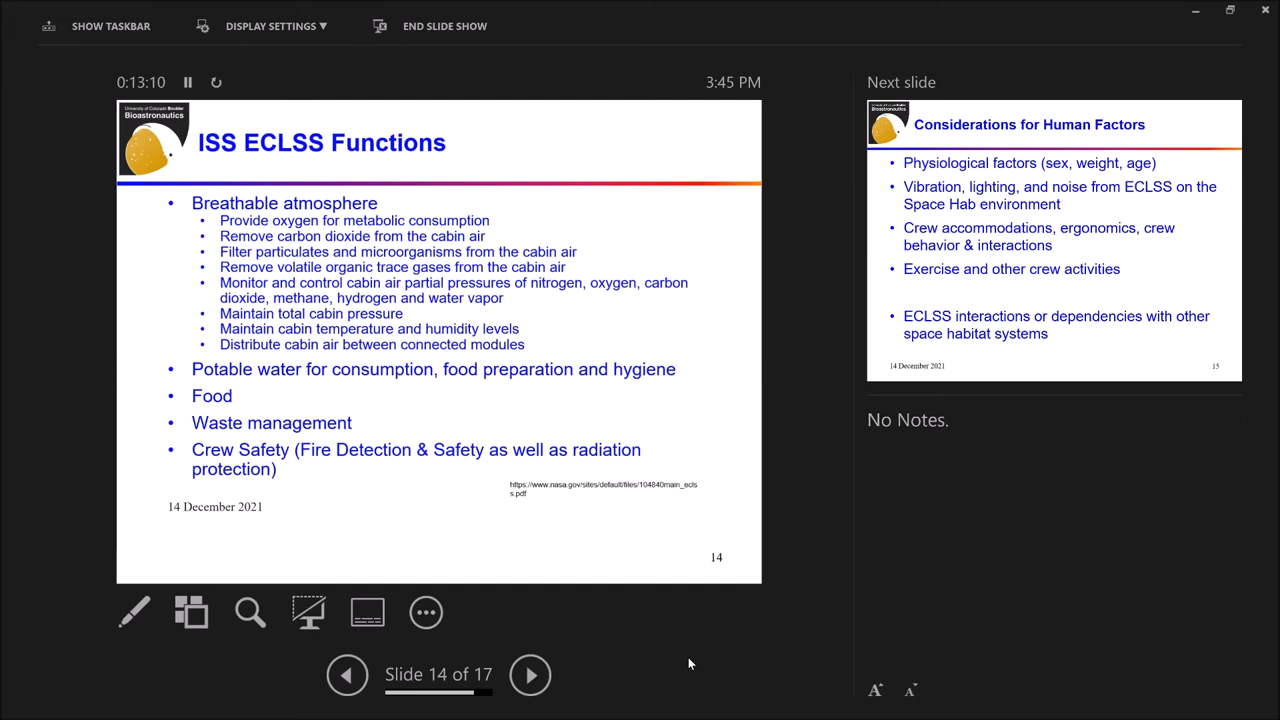 SHOW TASKBAR
DISPLAY SETTINGS ▼
END SLIDE SHOW
0:13:10
3:45 PM
University of Colorado Boulder
Bioastronautics
ISS ECLSS Functions
• Breathable atmosphere
• Provide oxygen for metabolic consumption
• Remove carbon dioxide from the cabin air
• Filter particulates and microorganisms from the cabin air
• Remove volatile organic trace gases from the cabin air
• Monitor and control cabin air partial pressures of nitrogen, oxygen, carbon
dioxide, methane, hydrogen and water vapor
• Maintain total cabin pressure
• Maintain cabin temperature and humidity levels
• Distribute cabin air between connected modules
• Potable water for consumption, food preparation and hygiene
• Food
• Waste management
• Crew Safety (Fire Detection & Safety as well as radiation
protection)
https://www.nasa.gov/sites/default/files/104840main_ecls
s.pdf
14 December 2021
14
Slide 14 of 17
Next slide
Bioastronautics
Considerations for Human Factors
• Physiological factors (sex, weight, age)
• Vibration, lighting, and noise from ECLSS on the
Space Hab environment
• Crew accommodations, ergonomics, crew
behavior & interactions
• Exercise and other crew activities
• ECLSS interactions or dependencies with other
space habitat systems
14 December 2021
15
No Notes.
A A